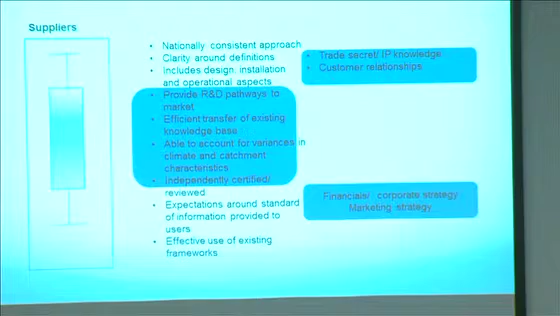 Suppliers
• Nationally consistent approach
• Clarity around definitions
• Includes design, installation
and operational aspects
• Provide R&D pathways to
market
• Efficient transfer of existing
knowledge base
• Able to account for variances in
climate and catchment
characteristics
• Independently certified/
reviewed
• Expectations around standard
of information provided to
users
• Effective use of existing
frameworks
• Trade secret/ IP knowledge
• Customer relationships
Financials/ corporate strategy
Marketing strategy